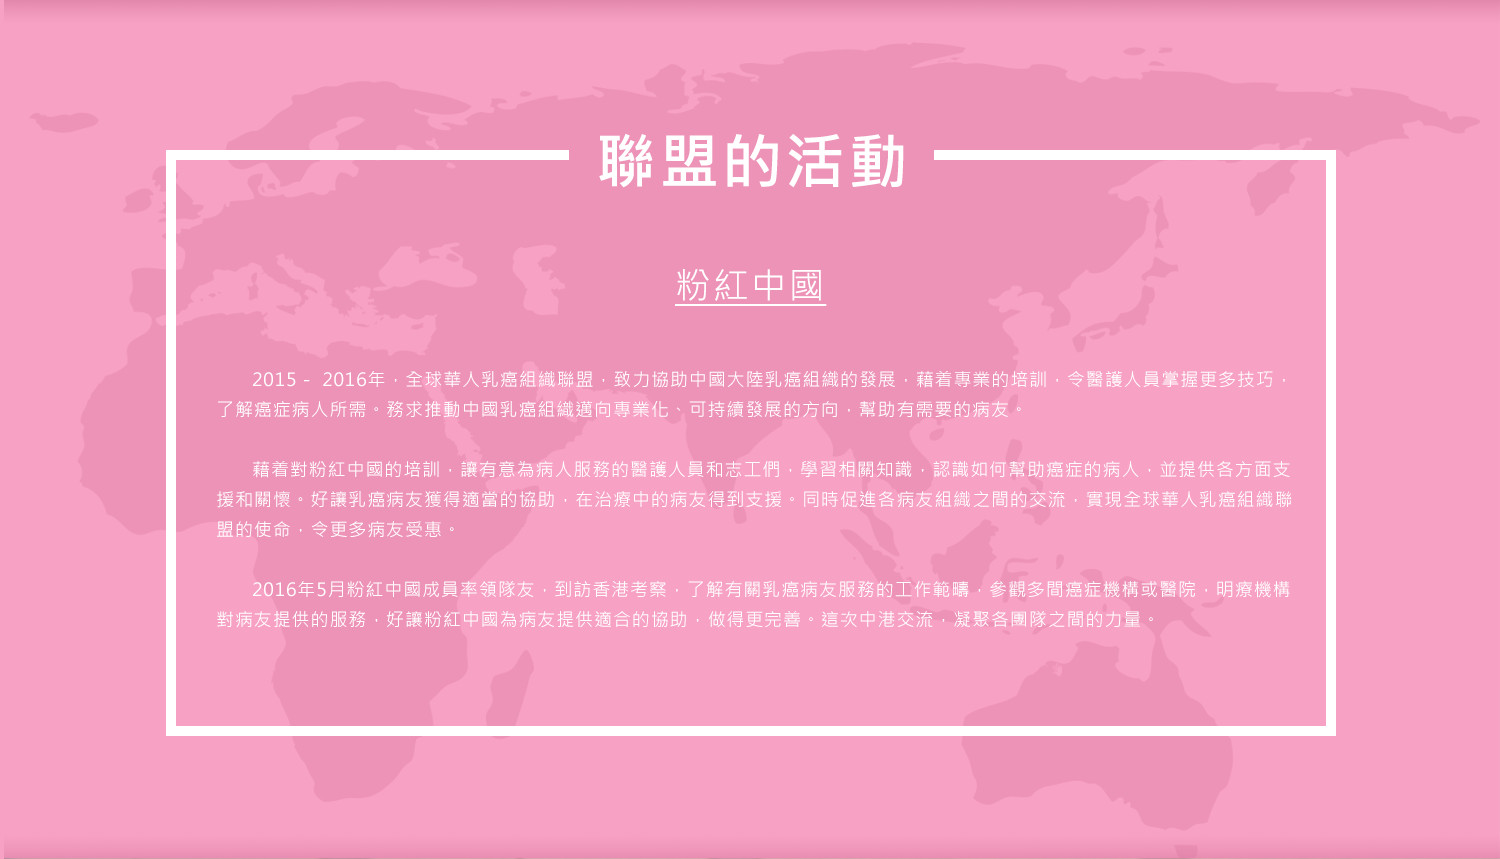 聯盟的活動
粉紅中國
2015 - 2016年，全球華人乳癌組織聯盟，致力協助中國大陸乳癌組織的發展，藉着專業的培訓，令醫護人員掌握更多技巧，
了解癌症病人所需。務求推動中國乳癌組織邁向專業化、可持續發展的方向，幫助有需要的病友。
藉着對粉紅中國的培訓，讓有意為病人服務的醫護人員和志工們，學習相關知識，認識如何幫助癌症的病人，並提供各方面支
援和關懷。好讓乳癌病友獲得適當的協助，在治療中的病友得到支援。同時促進各病友組織之間的交流，實現全球華人乳癌組織聯
盟的使命，令更多病友受惠。
2016年5月粉紅中國成員率領隊友，到訪香港考察，了解有關乳癌病友服務的工作範疇，參觀多間癌症機構或醫院，明療機構
對病友提供的服務，好讓粉紅中國為病友提供適合的協助，做得更完善。這次中港交流，凝聚各團隊之間的力量。